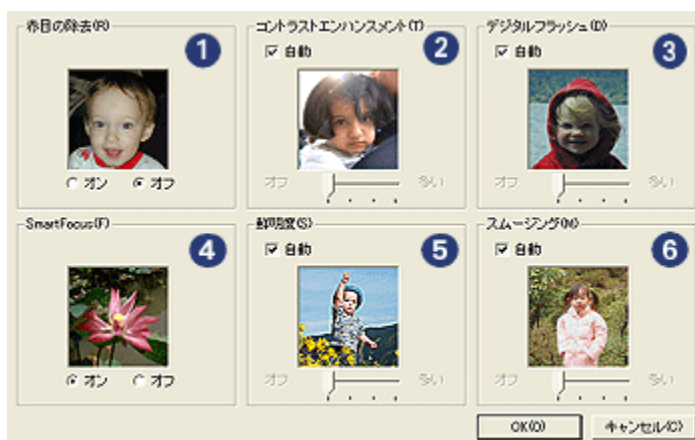 赤目の除去(R)
1
オン オフ
コントラストエンハンスメント(T)
自動
2
オフ 多い
デジタルフラッシュ(D)
自動
3
オフ 多い
SmartFocus(F)
4
オン オフ
鮮明度(S)
自動
5
オフ 多い
スムージング(M)
自動
6
オフ 多い
OK(O) キャンセル(C)